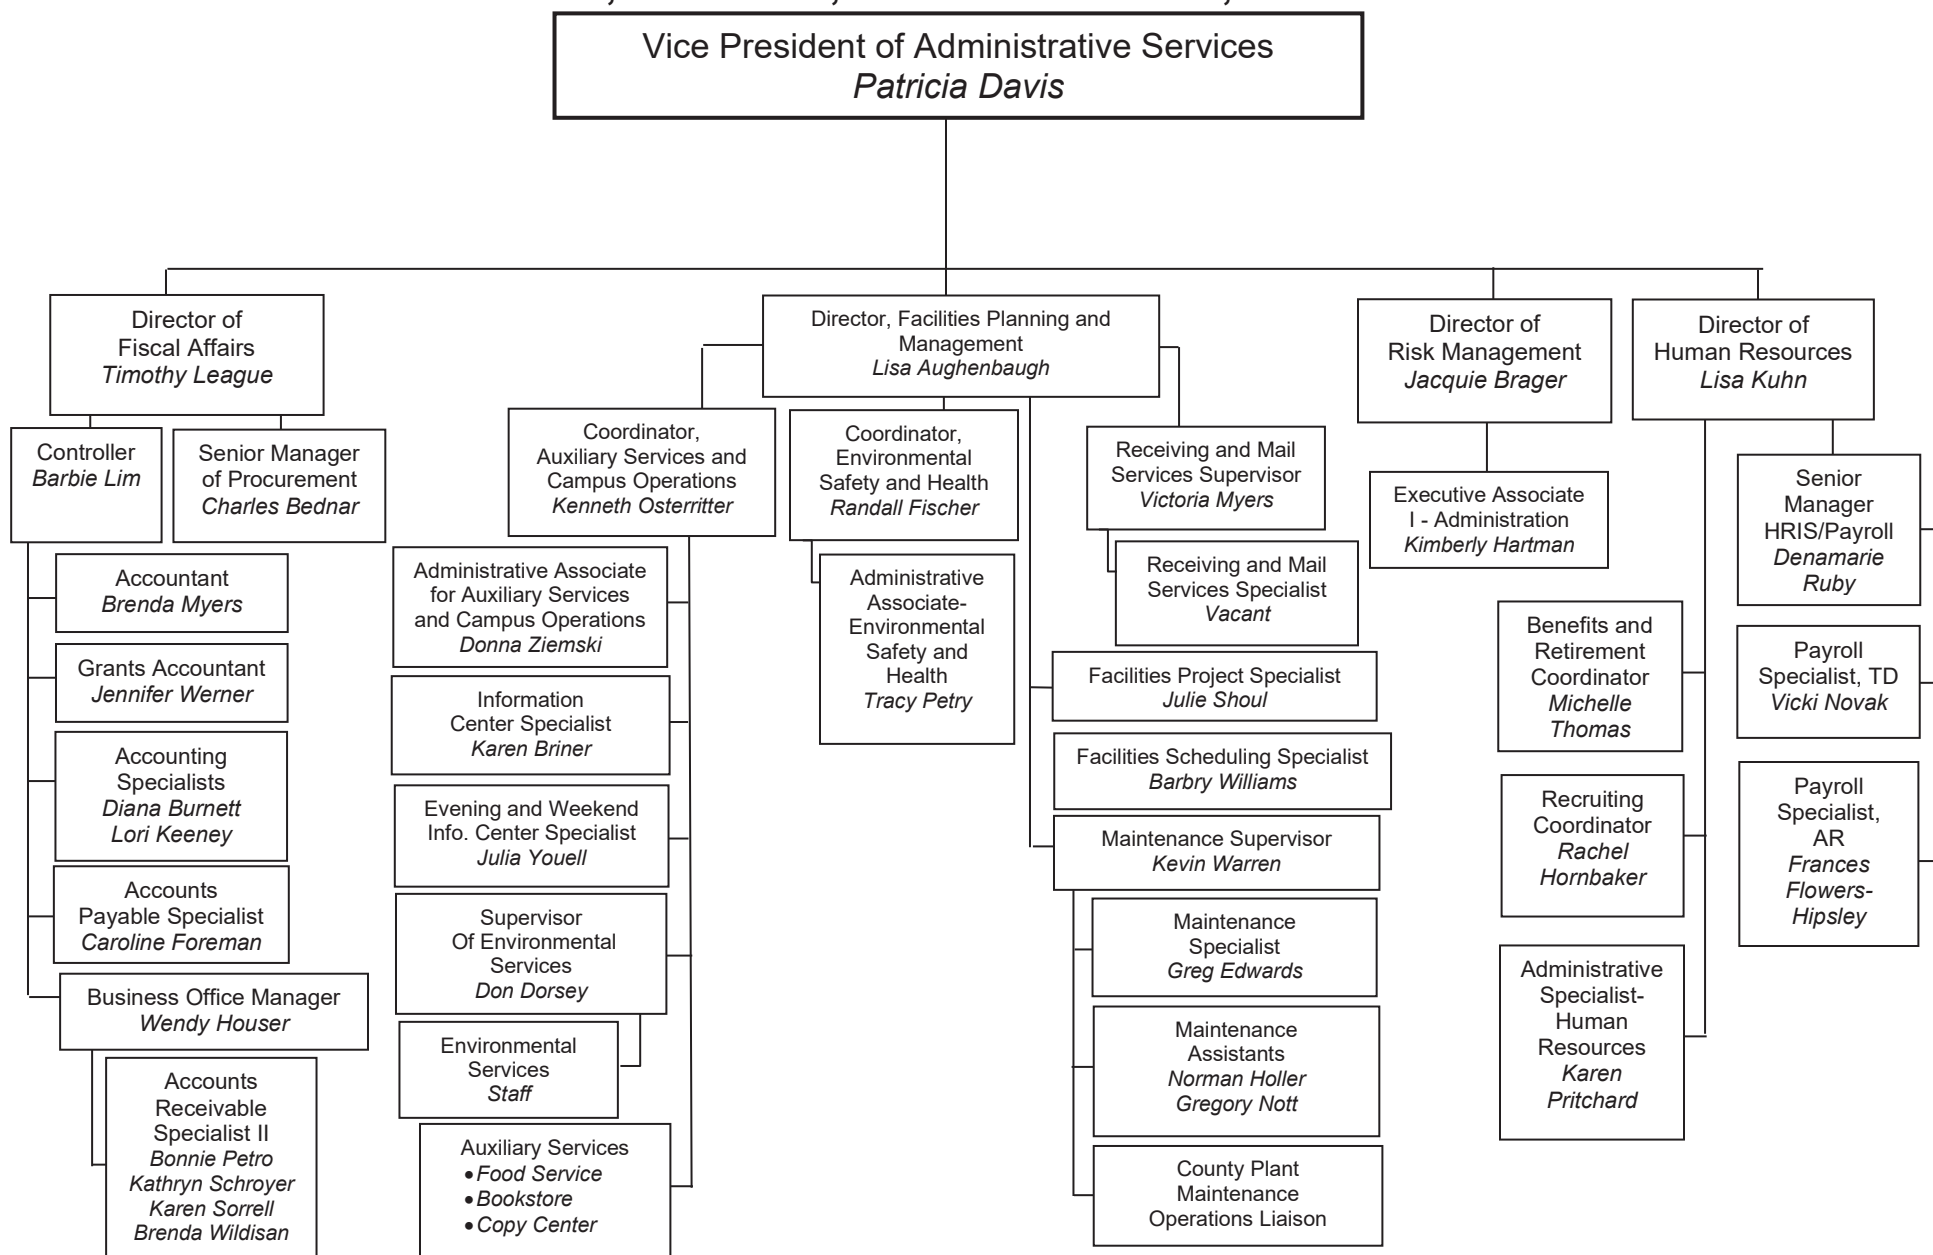 Vice President of Administrative Services
Patricia Davis
Director of
Fiscal Affairs
Timothy League
Controller
Barbie Lim
Senior Manager
of Procurement
Charles Bednar
Accountant
Brenda Myers
Grants Accountant
Jennifer Werner
Accounting
Specialists
Diana Burnett
Lori Keeney
Accounts
Payable Specialist
Caroline Foreman
Business Office Manager
Wendy Houser
Accounts
Receivable
Specialist II
Bonnie Petro
Kathryn Schroyer
Karen Sorrell
Brenda Wildisan
Director, Facilities Planning and
Management
Lisa Aughenbaugh
Coordinator,
Auxiliary Services and
Campus Operations
Kenneth Osterritter
Administrative Associate
for Auxiliary Services
and Campus Operations
Donna Ziemski
Information
Center Specialist
Karen Briner
Evening and Weekend
Info. Center Specialist
Julia Youell
Supervisor
Of Environmental
Services
Don Dorsey
Environmental
Services
Staff
Auxiliary Services
• Food Service
• Bookstore
• Copy Center
Coordinator,
Environmental
Safety and Health
Randall Fischer
Administrative
Associate-
Environmental
Safety and
Health
Tracy Petry
Receiving and Mail
Services Supervisor
Victoria Myers
Receiving and Mail
Services Specialist
Vacant
Facilities Project Specialist
Julie Shoul
Facilities Scheduling Specialist
Barbry Williams
Maintenance Supervisor
Kevin Warren
Maintenance
Specialist
Greg Edwards
Maintenance
Assistants
Norman Holler
Gregory Nott
County Plant
Maintenance
Operations Liaison
Director of
Risk Management
Jacquie Brager
Executive Associate
I - Administration
Kimberly Hartman
Director of
Human Resources
Lisa Kuhn
Benefits and
Retirement
Coordinator
Michelle
Thomas
Recruiting
Coordinator
Rachel
Hornbaker
Administrative
Specialist-
Human
Resources
Karen
Pritchard
Senior
Manager
HRIS/Payroll
Denamarie
Ruby
Payroll
Specialist, TD
Vicki Novak
Payroll
Specialist,
AR
Frances
Flowers-
Hipsley